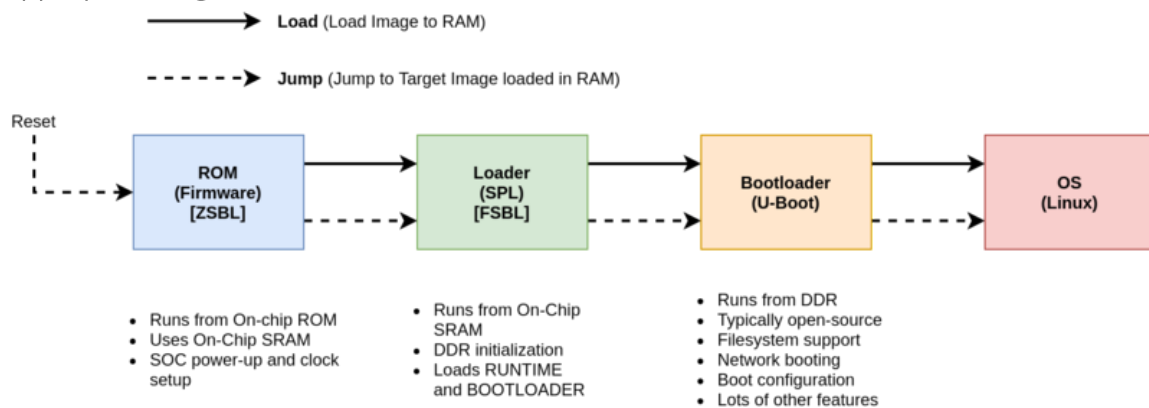 Load (Load Image to RAM)
Jump (Jump to Target Image loaded in RAM)
Reset
ROM
(Firmware)
[ZSBL]
Loader
(SPL)
[FSBL]
Bootloader
(U-Boot)
OS
(Linux)
• Runs from On-chip ROM
• Uses On-Chip SRAM
• SOC power-up and clock
setup
• Runs from On-Chip
SRAM
• DDR initialization
• Loads RUNTIME
and BOOTLOADER
• Runs from DDR
• Typically open-source
• Filesystem support
• Network booting
• Boot configuration
• Lots of other features